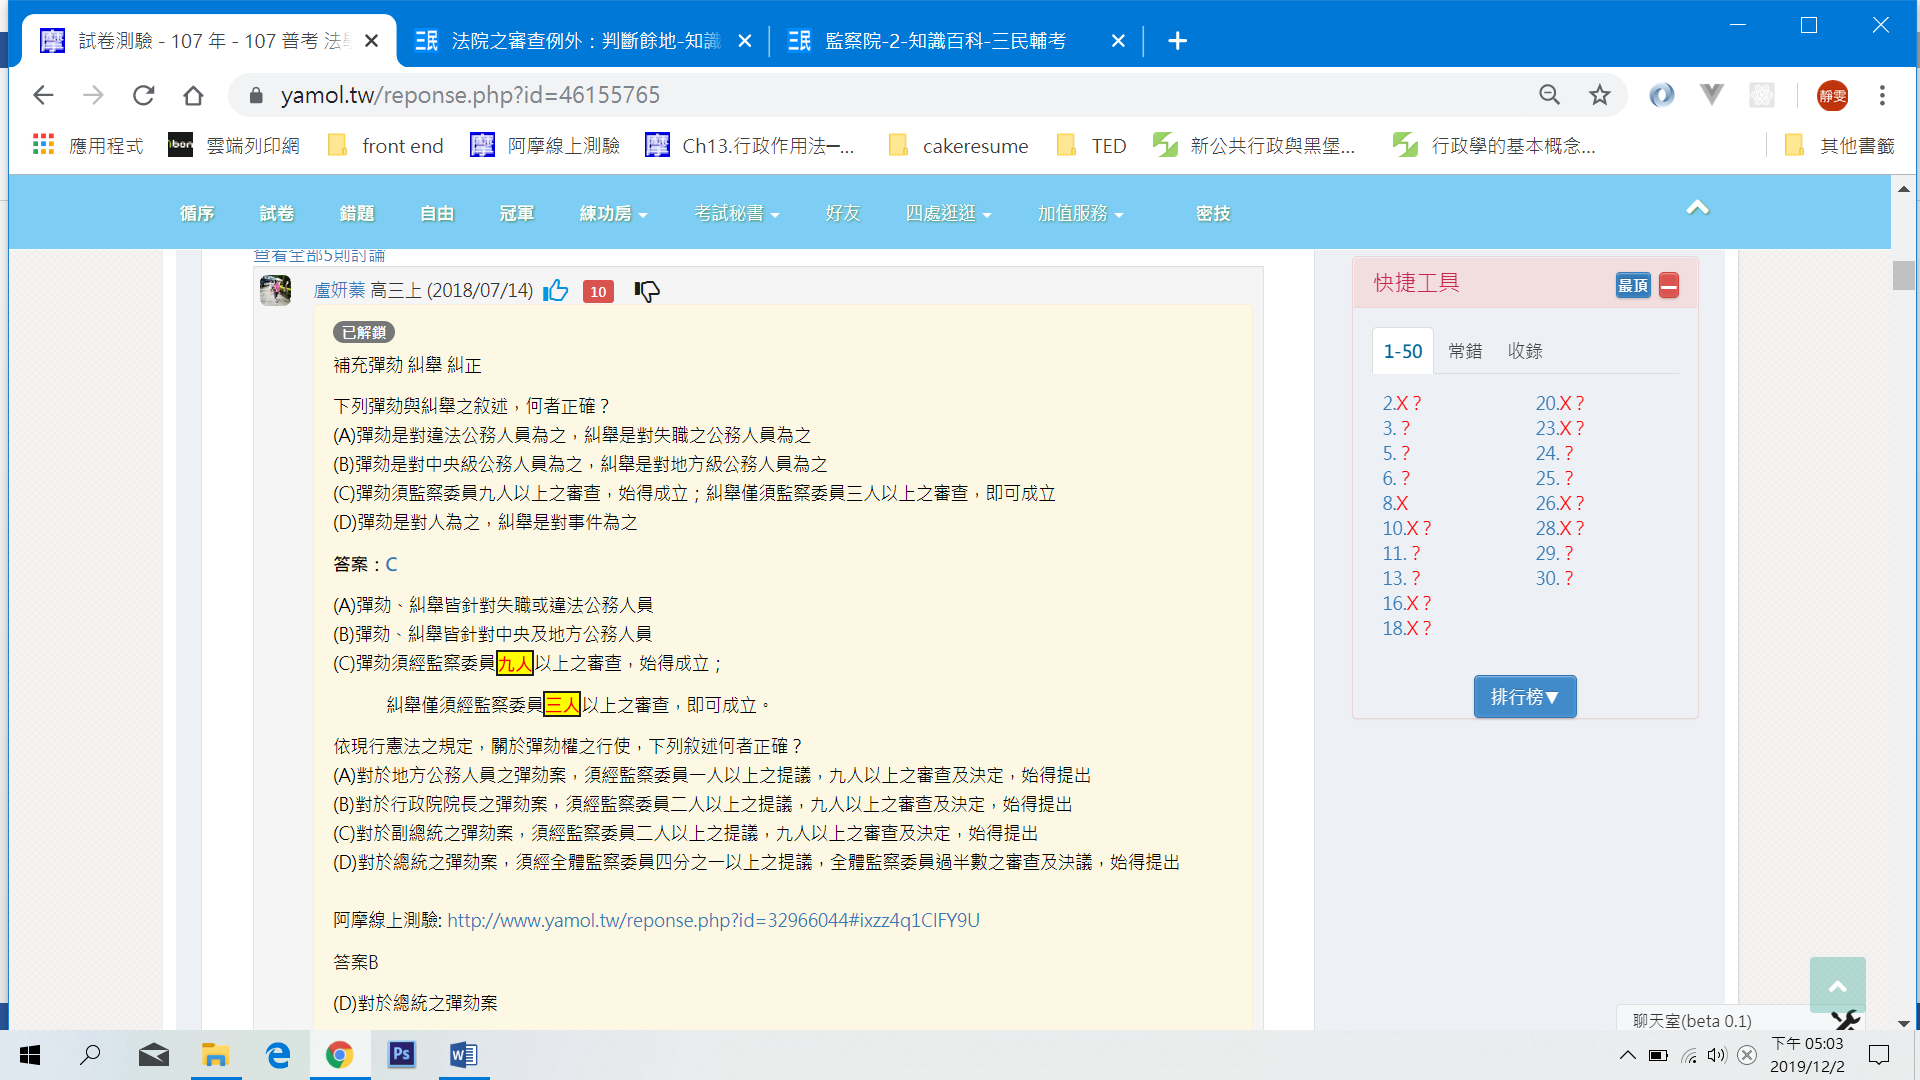 試卷測驗 - 107 年 - 107 普考 法
法院之審查例外：判斷餘地-知識
監察院-2-知識百科-三民輔考
yamol.tw/reponse.php?id=46155765
靜雯
應用程式
ibon
雲端列印網
front end
阿摩線上測驗
Ch13.行政作用法—...
cakeresume
TED
新公共行政與黑堡...
行政學的基本概念...
其他書籤
循序
試卷
錯題
自由
冠軍
練功房
考試秘書
好友
四處逛逛
加值服務
密技
查看全部5則討論
盧妍蓁 高三上 (2018/07/14)
10
已解鎖
補充彈劾 糾舉 糾正
下列彈劾與糾舉之敘述，何者正確？
(A)彈劾是對違法公務人員為之，糾舉是對失職之公務人員為之
(B)彈劾是對中央級公務人員為之，糾舉是對地方級公務人員為之
(C)彈劾須監察委員九人以上之審查，始得成立；糾舉僅須監察委員三人以上之審查，即可成立
(D)彈劾是對人為之，糾舉是對事件為之
答案：C
(A)彈劾、糾舉皆針對失職或違法公務人員
(B)彈劾、糾舉皆針對中央及地方公務人員
(C)彈劾須經監察委員九人以上之審查，始得成立；
糾舉僅須經監察委員三人以上之審查，即可成立。
依現行憲法之規定，關於彈劾權之行使，下列敘述何者正確？
(A)對於地方公務人員之彈劾案，須經監察委員一人以上之提議，九人以上之審查及決定，始得提出
(B)對於行政院院長之彈劾案，須經監察委員二人以上之提議，九人以上之審查及決定，始得提出
(C)對於副總統之彈劾案，須經監察委員二人以上之提議，九人以上之審查及決定，始得提出
(D)對於總統之彈劾案，須經全體監察委員四分之一以上之提議，全體監察委員過半數之審查及決議，始得提出
阿摩線上測驗: http://www.yamol.tw/reponse.php?id=32966044#ixzz4q1ClFY9U
答案B
(D)對於總統之彈劾案
快捷工具
最頂
1-50
常錯
收錄
2.X？
3.？
5.？
6.？
8.X
10.X？
11.？
13.？
16.X？
18.X？
20.X？
23.X？
24.？
25.？
26.X？
28.X？
29.？
30.？
排行榜▼
聊天室(beta 0.1)
Ps
下午 05:03
2019/12/2